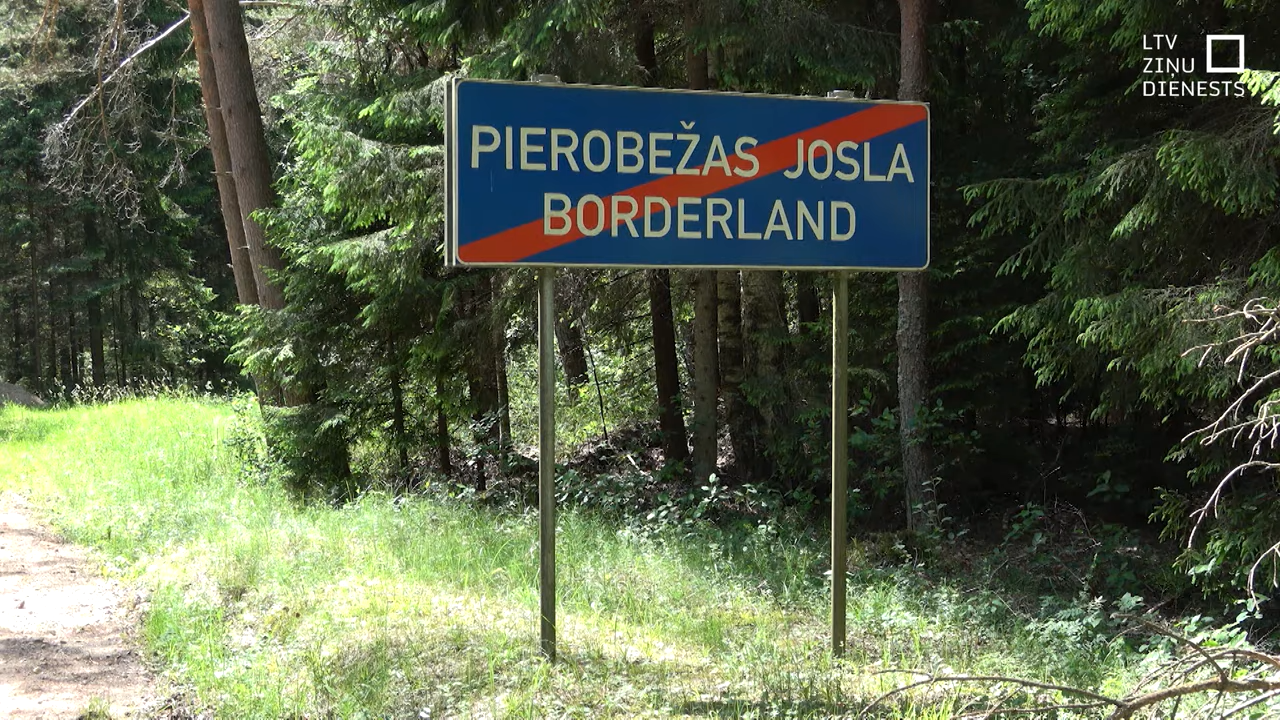 LTV
ZIŅU
DIENESTS
PIEROBEŽAS JOSLA
BORDERLAND